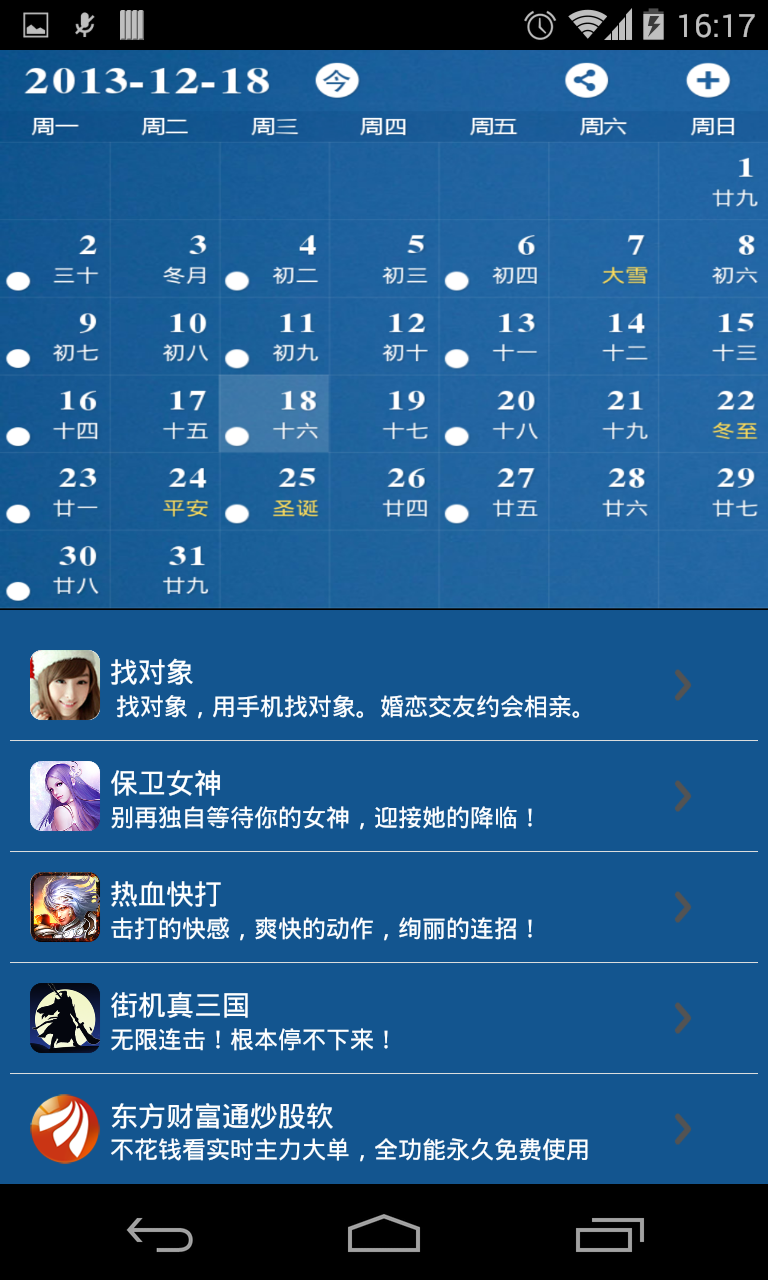 16:17
2013-12-18 今
周一 周二 周三 周四 周五 周六 周日
1
廿九
2 3 4 5 6 7 8
三十 冬月 初二 初三 初四 大雪 初六
9 10 11 12 13 14 15
初七 初八 初九 初十 十一 十二 十三
16 17 18 19 20 21 22
十四 十五 十六 十七 十八 十九 冬至
23 24 25 26 27 28 29
廿一 平安 圣诞 廿四 廿五 廿六 廿七
30 31
廿八 廿九
找对象
找对象，用手机找对象。婚恋交友约会相亲。
保卫女神
别再独自等待你的女神，迎接她的降临！
热血快打
击打的快感，爽快的动作，绚丽的连招！
街机真三国
无限连击！根本停不下来！
东方财富通炒股软
不花钱看实时主力大单，全功能永久免费使用